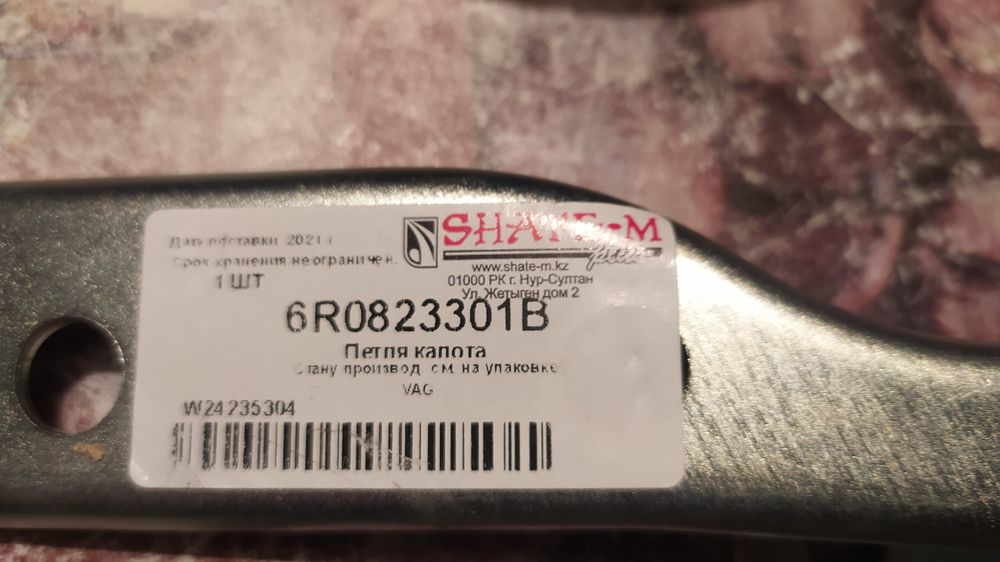 Дата поставки 2021 г
Срок хранения не ограничен.
1 ШТ
SHATE-M
plus
www.shate-m.kz
01000 РК г. Нур-Султан
Ул. Жетыген дом 2
6R0823301B
Петля капота
Стану производ. см. на упаковке
VAG
W24235304